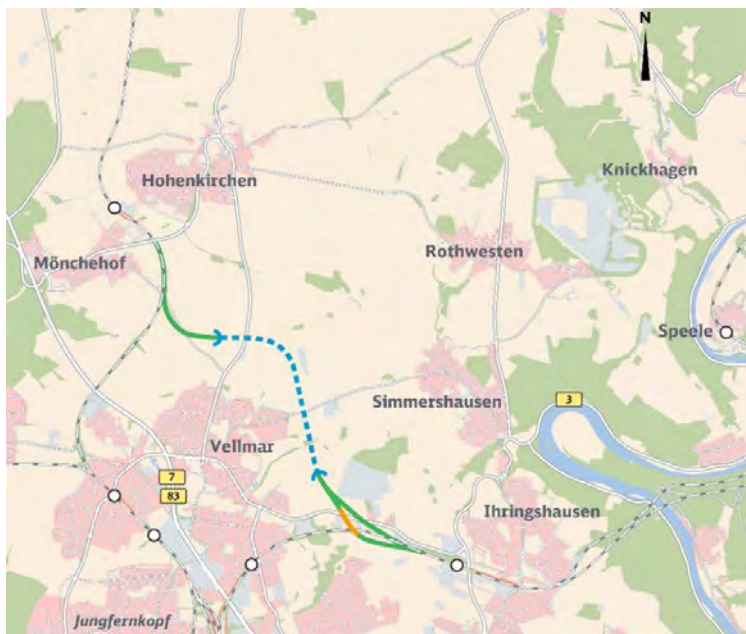 N
Knickhagen
Hohenkirchen
Rothwesten
Mönchehof
Speele
Simmershausen
3
Vellmar
7
83
Ihringshausen
Jungfernkopf